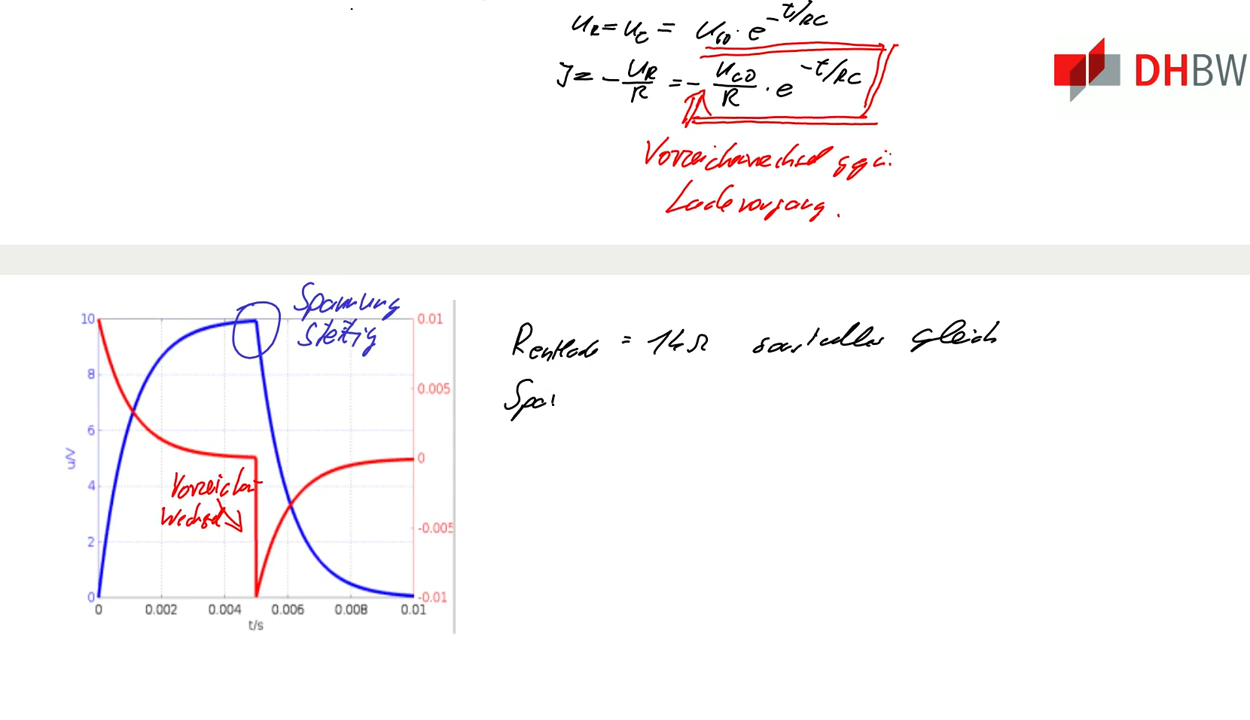 u_R = u_C = U_C0 · e^-t/RC
DHBW
I = - U_R/R = - U_C0/R · e^-t/RC
Vorzeichenwechsel ggü.
Ladevorgang.
Spannung
stetig
10
8
6
4
2
0
u/V
0.01
0.005
0
-0.005
-0.01
Vorzeichen
Wechsel
0
0.002
0.004
0.006
0.008
0.01
t/s
R_entlade = 1kΩ sonst alles gleich
Spa